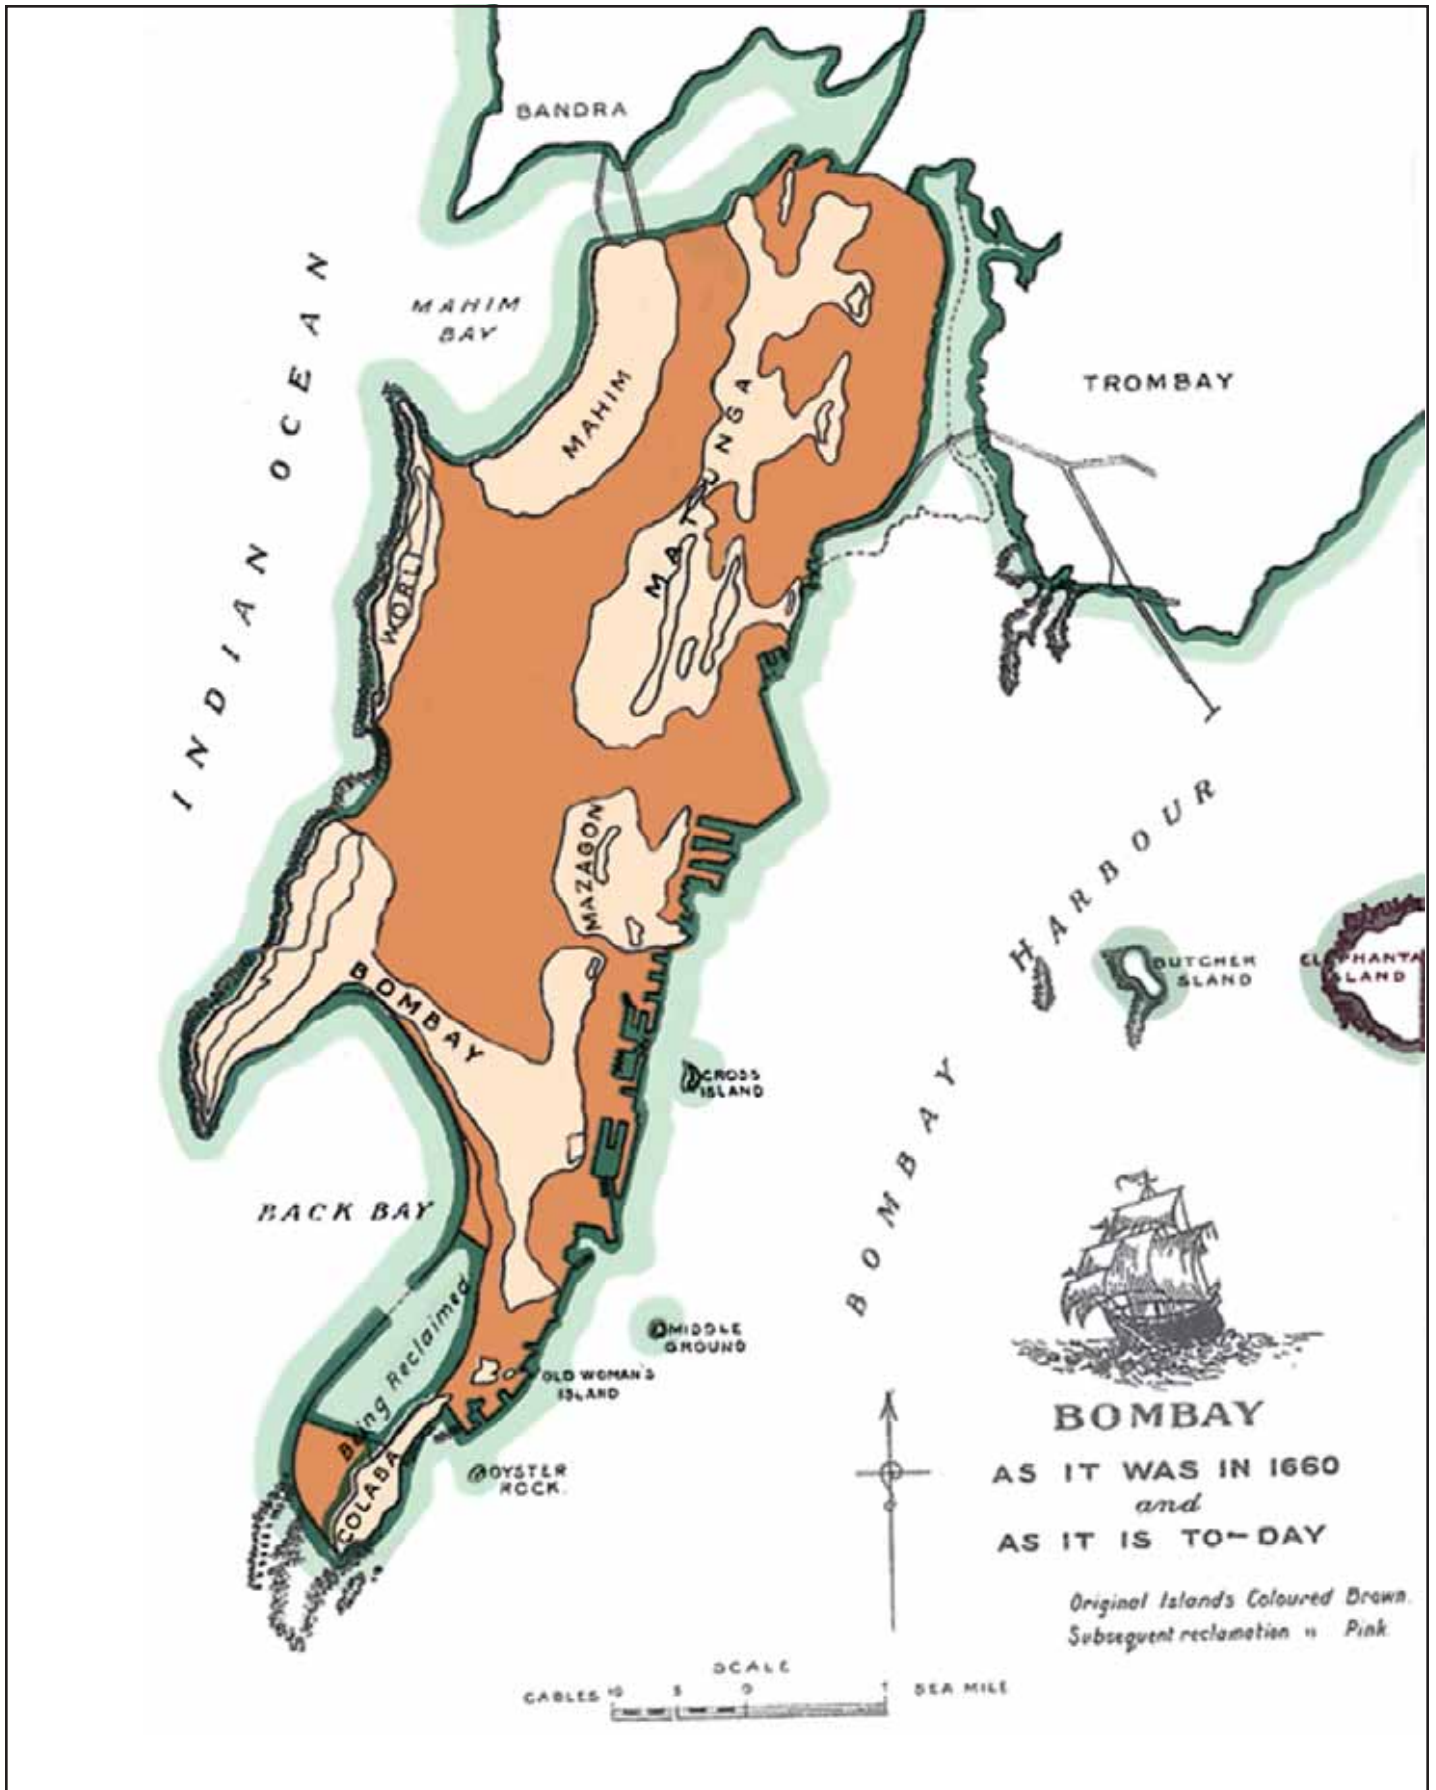 BANDRA
INDIAN OCEAN
MAHIM
BAY
MAHIM
MATUNGA
TROMBAY
WORLI
MAZAGON
BOMBAY HARBOUR
BUTCHER
ISLAND
ELEPHANTA
ISLAND
BOMBAY
CROSS
ISLAND
BACK BAY
MIDDLE
GROUND
OLD WOMAN'S
ISLAND
Being Reclaimed
OYSTER
ROCK.
COLABA
BOMBAY
AS IT WAS IN 1660
and
AS IT IS TO-DAY
Original Islands Coloured Brown.
Subsequent reclamation " Pink
SCALE
CABLES 10 5 0 1 SEA MILE